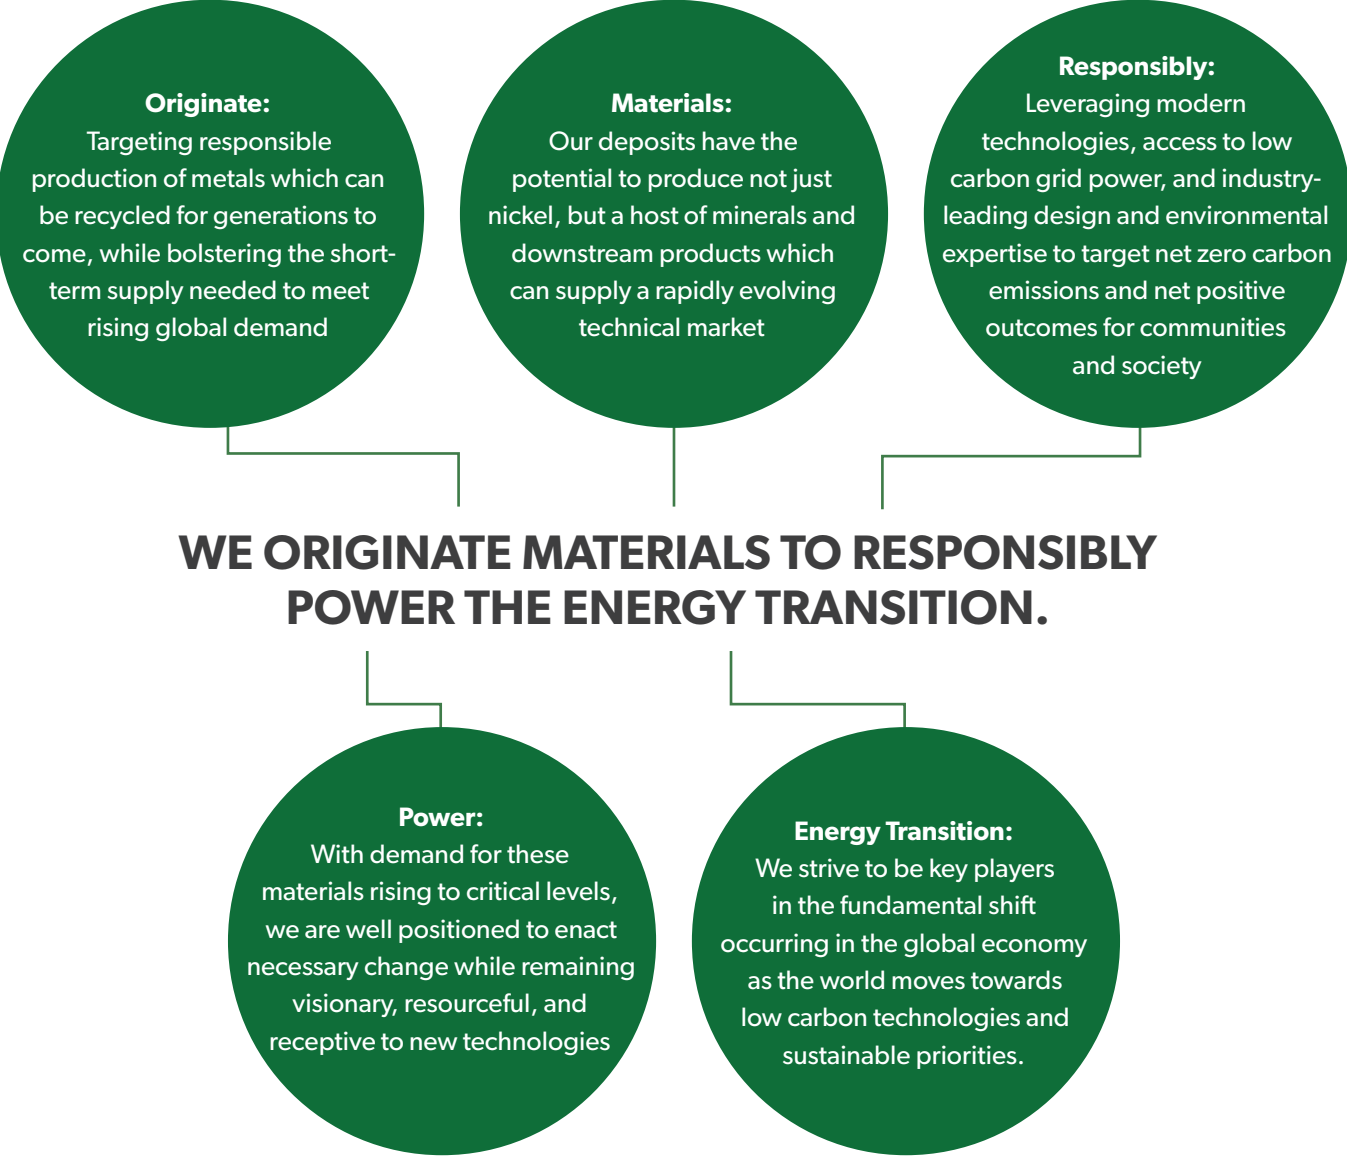 Originate:
Targeting responsible
production of metals which can
be recycled for generations to
come, while bolstering the short-
term supply needed to meet
rising global demand
Materials:
Our deposits have the
potential to produce not just
nickel, but a host of minerals and
downstream products which
can supply a rapidly evolving
technical market
Responsibly:
Leveraging modern
technologies, access to low
carbon grid power, and industry-
leading design and environmental
expertise to target net zero carbon
emissions and net positive
outcomes for communities
and society
WE ORIGINATE MATERIALS TO RESPONSIBLY
POWER THE ENERGY TRANSITION.
Power:
With demand for these
materials rising to critical levels,
we are well positioned to enact
necessary change while remaining
visionary, resourceful, and
receptive to new technologies
Energy Transition:
We strive to be key players
in the fundamental shift
occurring in the global economy
as the world moves towards
low carbon technologies and
sustainable priorities.